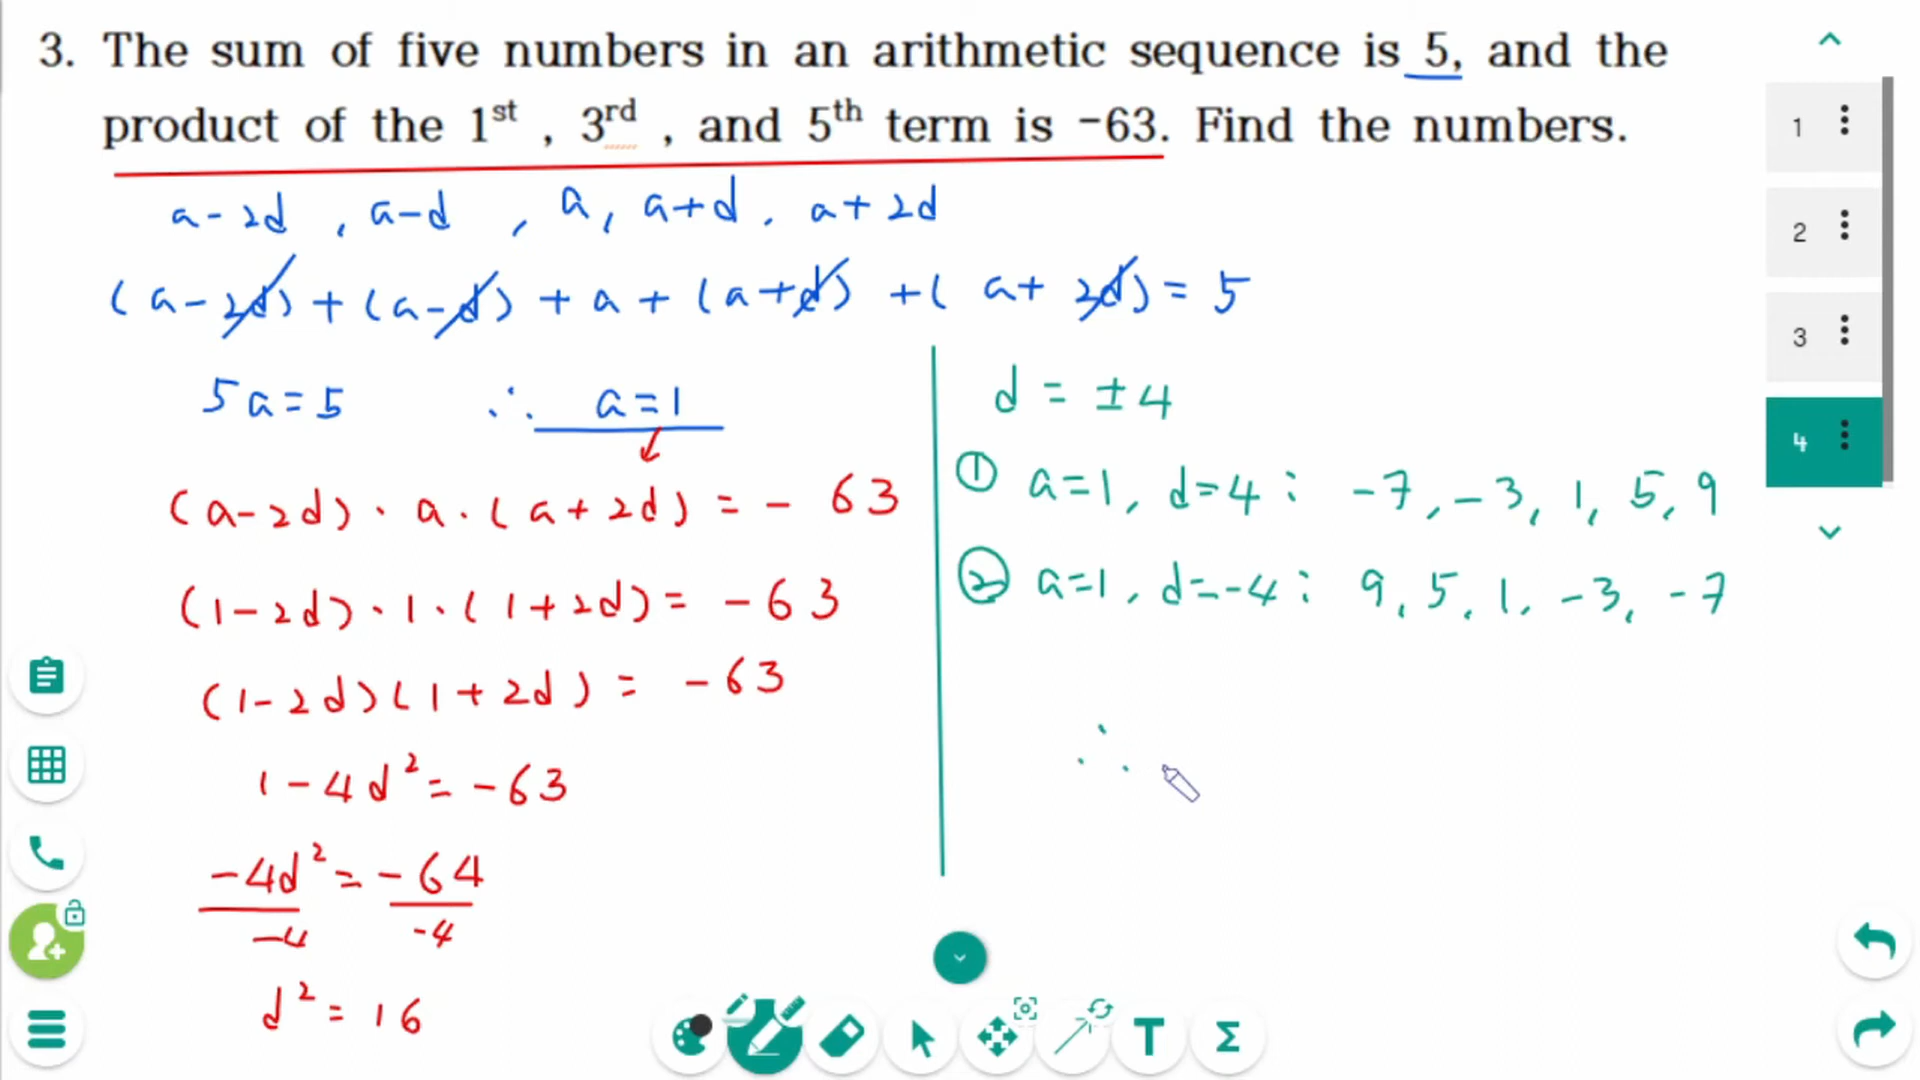 3. The sum of five numbers in an arithmetic sequence is 5, and the
product of the 1st , 3rd , and 5th term is -63. Find the numbers.
a-2d , a-d , a, a+d, a+2d
(a-2d)+(a-d)+a+(a+d)+(a+2d)=5
5a=5 ∴ a=1
(a-2d)·a·(a+2d)=-63
(1-2d)·1·(1+2d)=-63
(1-2d)(1+2d)=-63
1-4d²=-63
-4d²=-64
-4 -4
d²=16
d=±4
① a=1, d=4: -7, -3, 1, 5, 9
② a=1, d=-4: 9, 5, 1, -3, -7
∴
1
2
3
4
T
Σ